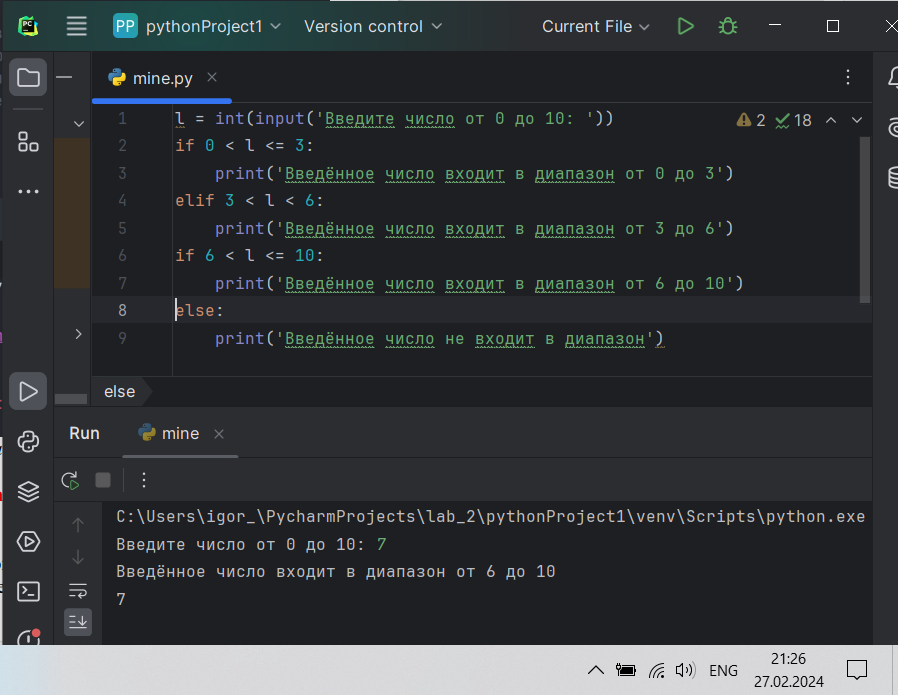 PC
PP pythonProject1 Version control Current File
mine.py
1 l = int(input('Введите число от 0 до 10: ')) 2 18
2 if 0 < l <= 3:
3 print('Введённое число входит в диапазон от 0 до 3')
4 elif 3 < l < 6:
5 print('Введённое число входит в диапазон от 3 до 6')
6 if 6 < l <= 10:
7 print('Введённое число входит в диапазон от 6 до 10')
8 else:
9 print('Введённое число не входит в диапазон')
else
Run mine
C:\Users\igor_\PycharmProjects\lab_2\pythonProject1\venv\Scripts\python.exe
Введите число от 0 до 10: 7
Введённое число входит в диапазон от 6 до 10
7
ENG
21:26
27.02.2024